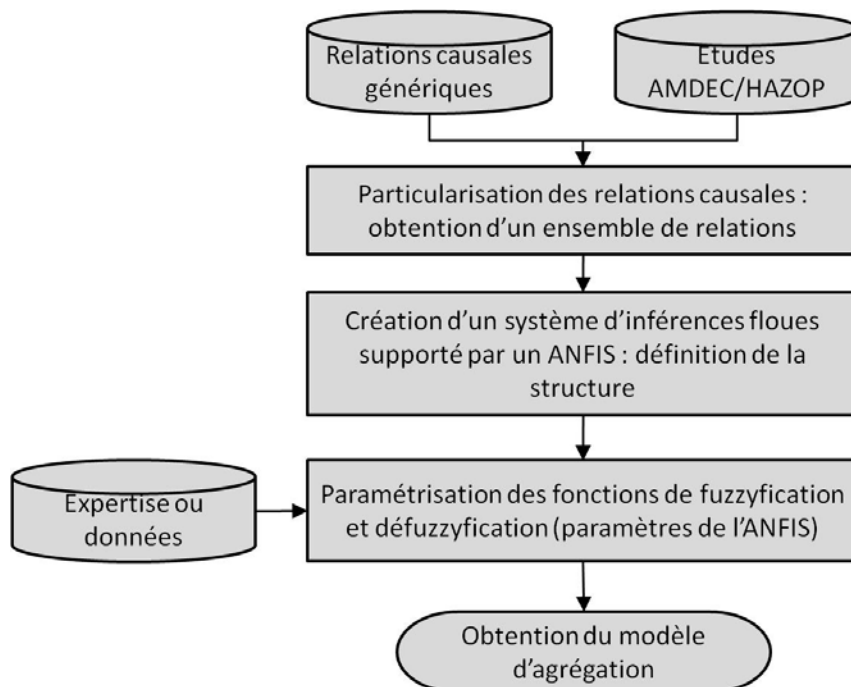 Relations causales
génériques
Etudes
AMDEC/HAZOP
Particularisation des relations causales :
obtention d'un ensemble de relations
Création d'un système d'inférences floues
supporté par un ANFIS : définition de la
structure
Expertise ou
données
Paramétrisation des fonctions de fuzzyfication
et défuzzyfication (paramètres de l'ANFIS)
Obtention du modèle
d'agrégation